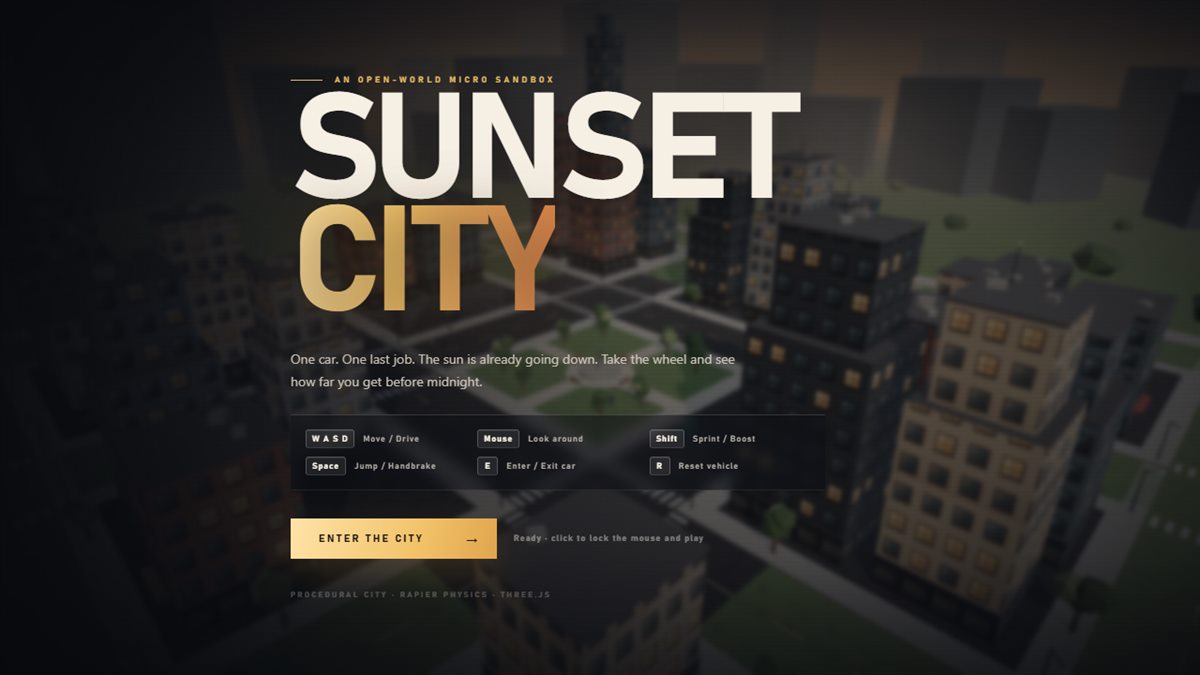 AN OPEN-WORLD MICRO SANDBOX
SUNSET
CITY
One car. One last job. The sun is already going down. Take the wheel and see
how far you get before midnight.
W A S D Move / Drive Mouse Look around Shift Sprint / Boost
Space Jump / Handbrake E Enter / Exit car R Reset vehicle
ENTER THE CITY → Ready - click to lock the mouse and play
PROCEDURAL CITY · RAPIER PHYSICS · THREE.JS